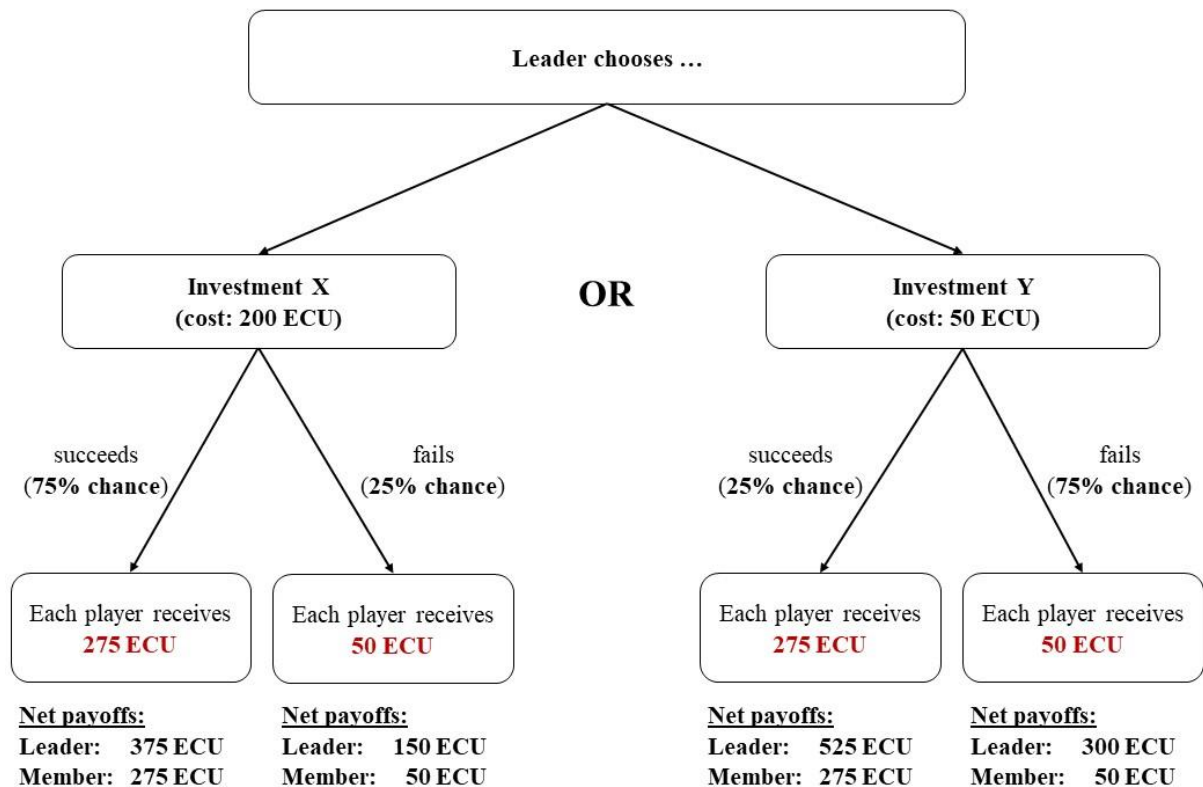 Leader chooses …
Investment X
(cost: 200 ECU)
OR
Investment Y
(cost: 50 ECU)
succeeds
(75% chance)
fails
(25% chance)
succeeds
(25% chance)
fails
(75% chance)
Each player receives
275 ECU
Each player receives
50 ECU
Each player receives
275 ECU
Each player receives
50 ECU
Net payoffs:
Leader: 375 ECU
Member: 275 ECU
Net payoffs:
Leader: 150 ECU
Member: 50 ECU
Net payoffs:
Leader: 525 ECU
Member: 275 ECU
Net payoffs:
Leader: 300 ECU
Member: 50 ECU